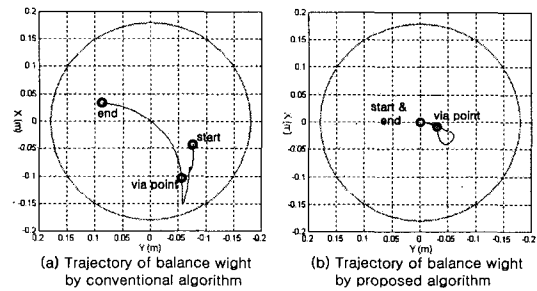 0.2
0.15
0.1
0.05
0
-0.05
-0.1
-0.15
-0.2
X (m)
0.2 0.15 0.1 0.05 0 -0.05 -0.1 -0.15 -0.2
Y (m)
end
start
via point
(a) Trajectory of balance wight
by conventional algorithm
0.2
0.15
0.1
0.05
0
-0.05
-0.1
-0.15
-0.2
X (m)
0.2 0.15 0.1 0.05 0 -0.05 -0.1 -0.15 -0.2
Y (m)
start &
end
via point
(b) Trajectory of balance wight
by proposed algorithm